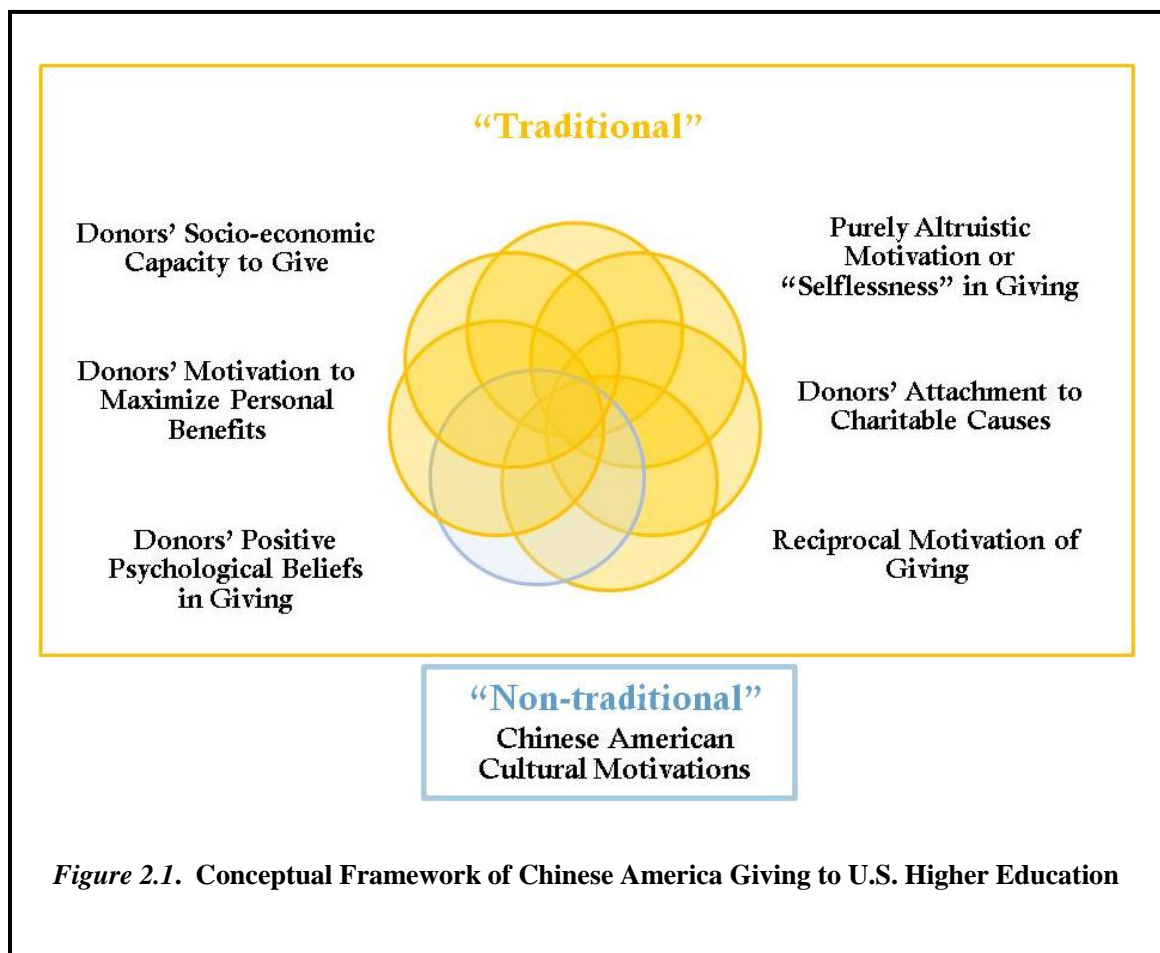 “Traditional”
Donors’ Socio-economic
Capacity to Give
Donors’ Motivation to
Maximize Personal
Benefits
Donors’ Positive
Psychological Beliefs
in Giving
Purely Altruistic
Motivation or
“Selflessness” in Giving
Donors’ Attachment to
Charitable Causes
Reciprocal Motivation of
Giving
“Non-traditional”
Chinese American
Cultural Motivations
Figure 2.1. Conceptual Framework of Chinese America Giving to U.S. Higher Education